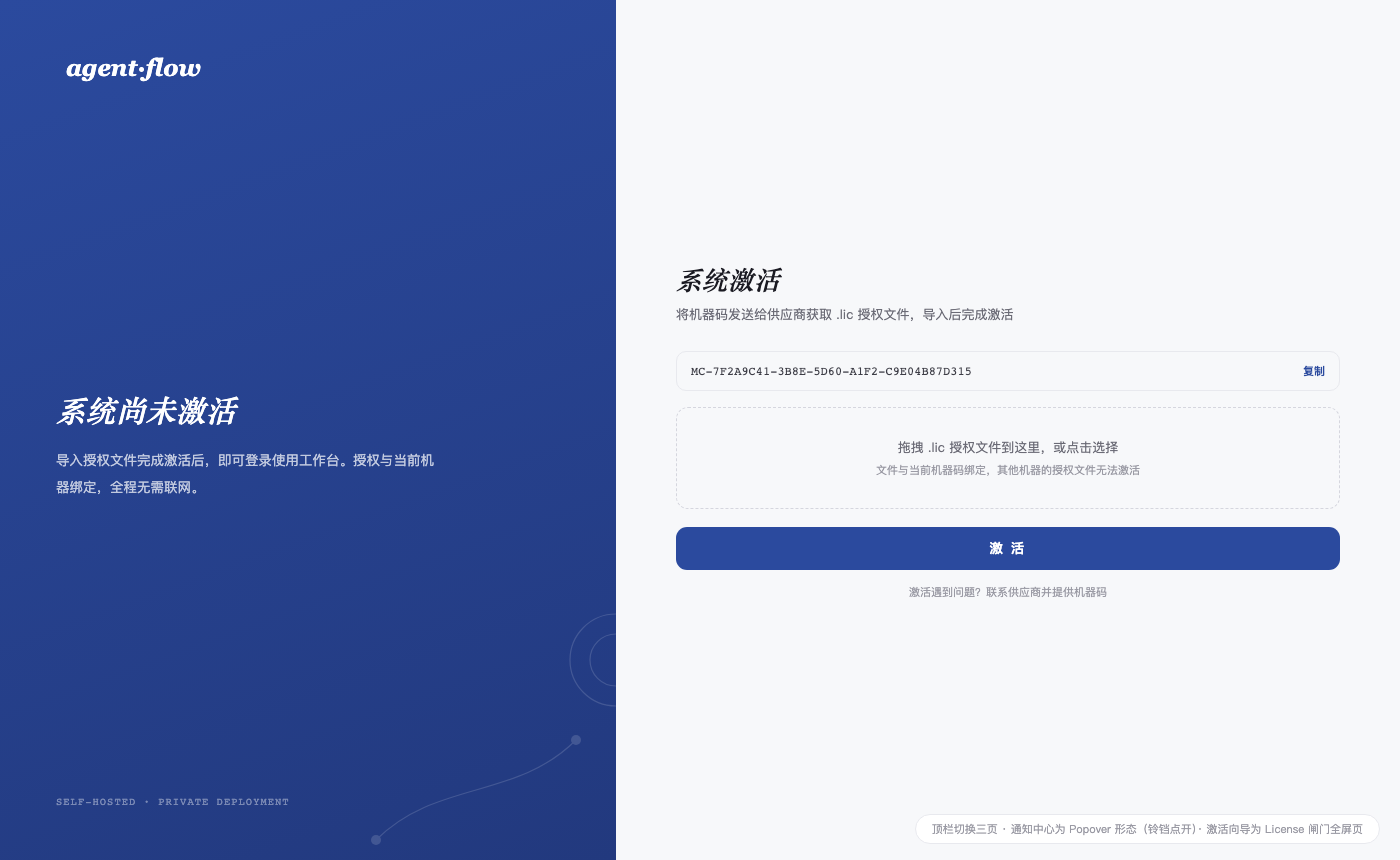 agent·flow
系统尚未激活
导入授权文件完成激活后，即可登录使用工作台。授权与当前机
器绑定，全程无需联网。
SELF-HOSTED · PRIVATE DEPLOYMENT
系统激活
将机器码发送给供应商获取 .lic 授权文件，导入后完成激活
MC-7F2A9C41-3B8E-5D60-A1F2-C9E04B87D315 复制
拖拽 .lic 授权文件到这里，或点击选择
文件与当前机器码绑定，其他机器的授权文件无法激活
激 活
激活遇到问题？联系供应商并提供机器码
顶栏切换三页 · 通知中心为 Popover 形态（铃铛点开）· 激活向导为 License 闸门全屏页